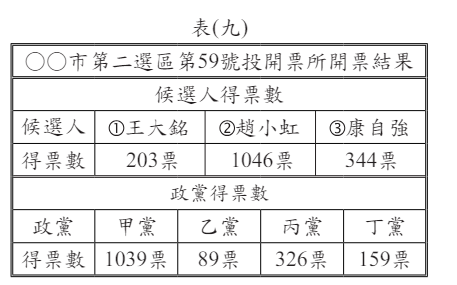 表(九)
○○市第二選區第59號投開票所開票結果
候選人得票數
候選人 ①王大銘 ②趙小虹 ③康自強
得票數 203票 1046票 344票
政黨得票數
政黨 甲黨 乙黨 丙黨 丁黨
得票數 1039票 89票 326票 159票